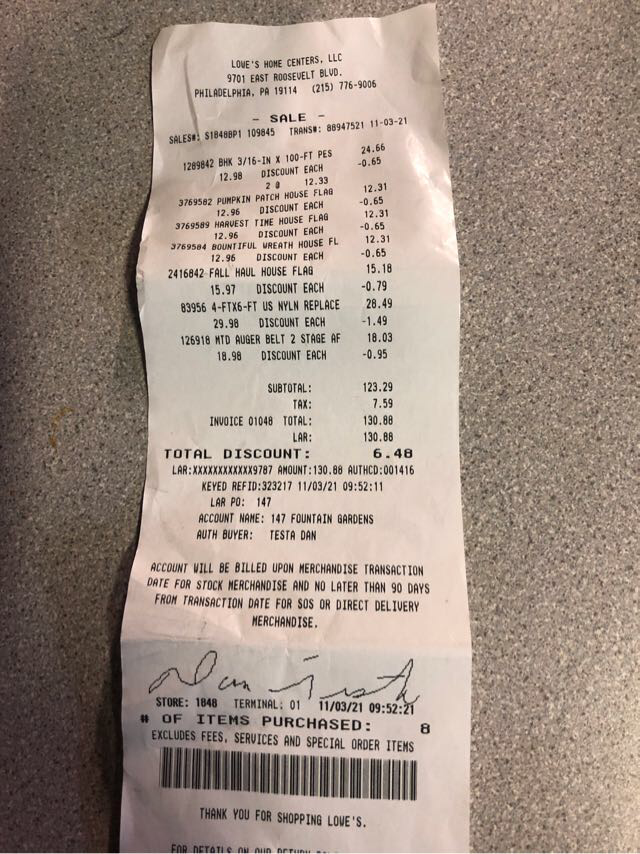 LOWE'S HOME CENTERS, LLC
9701 EAST ROOSEVELT BLVD.
PHILADELPHIA, PA 19114 (215) 776-9006
- SALE -
SALES#: S1848BP1 109845 TRANS#: 88947521 11-03-21
1289842 BHK 3/16-IN X 100-FT PES 24.66
12.98 DISCOUNT EACH -0.65
2 @ 12.33
3769582 PUMPKIN PATCH HOUSE FLAG 12.31
12.96 DISCOUNT EACH -0.65
3769589 HARVEST TIME HOUSE FLAG 12.31
12.96 DISCOUNT EACH -0.65
3769584 BOUNTIFUL WREATH HOUSE FL 12.31
12.96 DISCOUNT EACH -0.65
2416842 FALL HAUL HOUSE FLAG 15.18
15.97 DISCOUNT EACH -0.79
83956 4-FTX6-FT US NYLN REPLACE 28.49
29.98 DISCOUNT EACH -1.49
126918 MTD AUGER BELT 2 STAGE AF 18.03
18.98 DISCOUNT EACH -0.95
SUBTOTAL: 123.29
TAX: 7.59
INVOICE 01048 TOTAL: 130.88
LAR: 130.88
TOTAL DISCOUNT: 6.48
LAR:XXXXXXXXXXXX9787 AMOUNT:130.88 AUTHCD:001416
KEYED REFID:323217 11/03/21 09:52:11
LAR PO: 147
ACCOUNT NAME: 147 FOUNTAIN GARDENS
AUTH BUYER: TESTA DAN
ACCOUNT WILL BE BILLED UPON MERCHANDISE TRANSACTION
DATE FOR STOCK MERCHANDISE AND NO LATER THAN 90 DAYS
FROM TRANSACTION DATE FOR SOS OR DIRECT DELIVERY
MERCHANDISE.
Dan Testa
STORE: 1848 TERMINAL: 01 11/03/21 09:52:21
# OF ITEMS PURCHASED: 8
EXCLUDES FEES, SERVICES AND SPECIAL ORDER ITEMS
THANK YOU FOR SHOPPING LOWE'S.
FOR DETAILS ON OUR RETURN